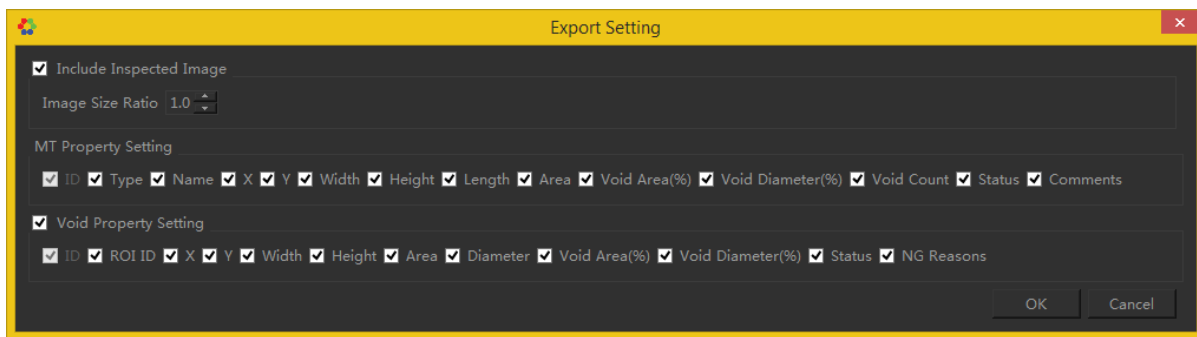 Export Setting
Include Inspected Image
Image Size Ratio 1.0
MT Property Setting
ID Type Name X Y Width Height Length Area Void Area(%) Void Diameter(%) Void Count Status Comments
Void Property Setting
ID ROI ID X Y Width Height Area Diameter Void Area(%) Void Diameter(%) Status NG Reasons
OK Cancel